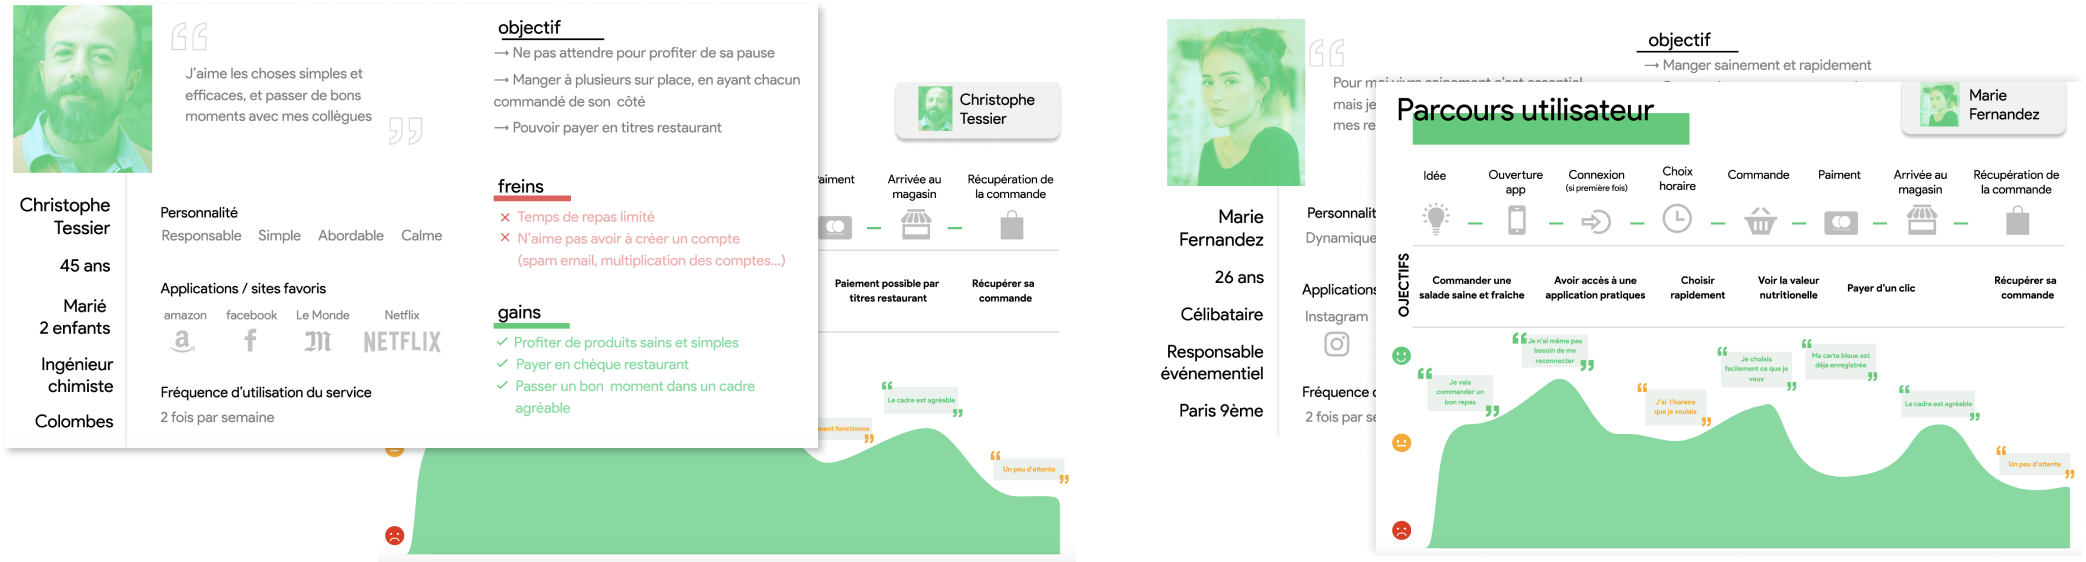 J'aime les choses simples et
efficaces, et passer de bons
moments avec mes collègues
Christophe
Tessier
45 ans
Marié
2 enfants
Ingénieur
chimiste
Colombes
Personnalité
Responsable Simple Abordable Calme
Applications / sites favoris
amazon facebook Le Monde Netflix
NETFLIX
Fréquence d'utilisation du service
2 fois par semaine
objectif
→ Ne pas attendre pour profiter de sa pause
→ Manger à plusieurs sur place, en ayant chacun
commandé de son côté
→ Pouvoir payer en titres restaurant
freins
× Temps de repas limité
× N'aime pas avoir à créer un compte
(spam email, multiplication des comptes...)
gains
✓ Profiter de produits sains et simples
✓ Payer en chèque restaurant
✓ Passer un bon moment dans un cadre
agréable
Christophe
Tessier
Paiment
Arrivée au
magasin
Récupération de
la commande
Paiement possible par
titres restaurant
Récupérer sa
commande
fonctionne
Le cadre est agréable
Un peu d'attente
Marie
Fernandez
26 ans
Célibataire
Responsable
événementiel
Paris 9ème
mais je
mes re
Personnalit
Dynamique
Applications
Instagram
Fréquence
2 fois par se
objectif
→ Manger sainement et rapidement
Parcours utilisateur
Marie
Fernandez
Idée
Ouverture
app
Connexion
(si première fois)
Choix
horaire
Commande
Paiment
Arrivée au
magasin
Récupération de
la commande
OJECTIFS
Commander une
salade saine et fraiche
Avoir accès à une
application pratiques
Choisir
rapidement
Voir la valeur
nutritionelle
Payer d'un clic
Récupérer sa
commande
Je vais
commander un
bon repas
Je n'ai même pas
besoin de me
reconnecter
J'ai l'horaire
que je voulais
Je choisis
facilement ce que je
veux
Ma carte bleue est
déja enregistrée
Le cadre est agréable
Un peu d'attente